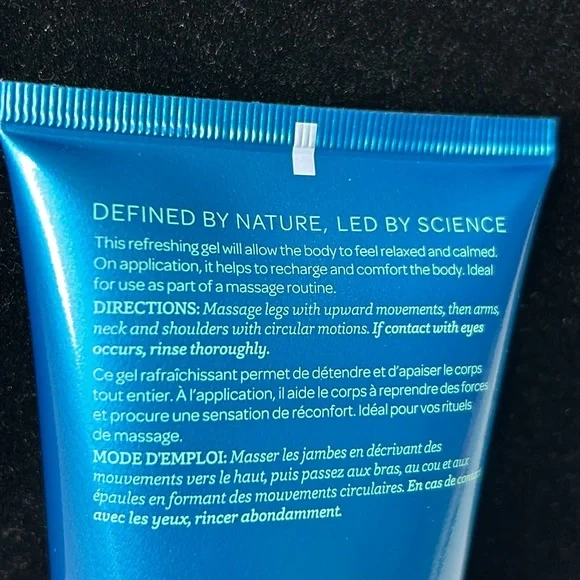 DEFINED BY NATURE, LED BY SCIENCE
This refreshing gel will allow the body to feel relaxed and calmed.
On application, it helps to recharge and comfort the body. Ideal
for use as part of a massage routine.
DIRECTIONS: Massage legs with upward movements, then arms,
neck and shoulders with circular motions. If contact with eyes
occurs, rinse thoroughly.
Ce gel rafraîchissant permet de détendre et d'apaiser le corps
tout entier. À l'application, il aide le corps à reprendre des forces
et procure une sensation de réconfort. Idéal pour vos rituels
de massage.
MODE D'EMPLOI: Masser les jambes en décrivant des
mouvements vers le haut, puis passez aux bras, au cou et aux
épaules en formant des mouvements circulaires. En cas de contact
avec les yeux, rincer abondamment.